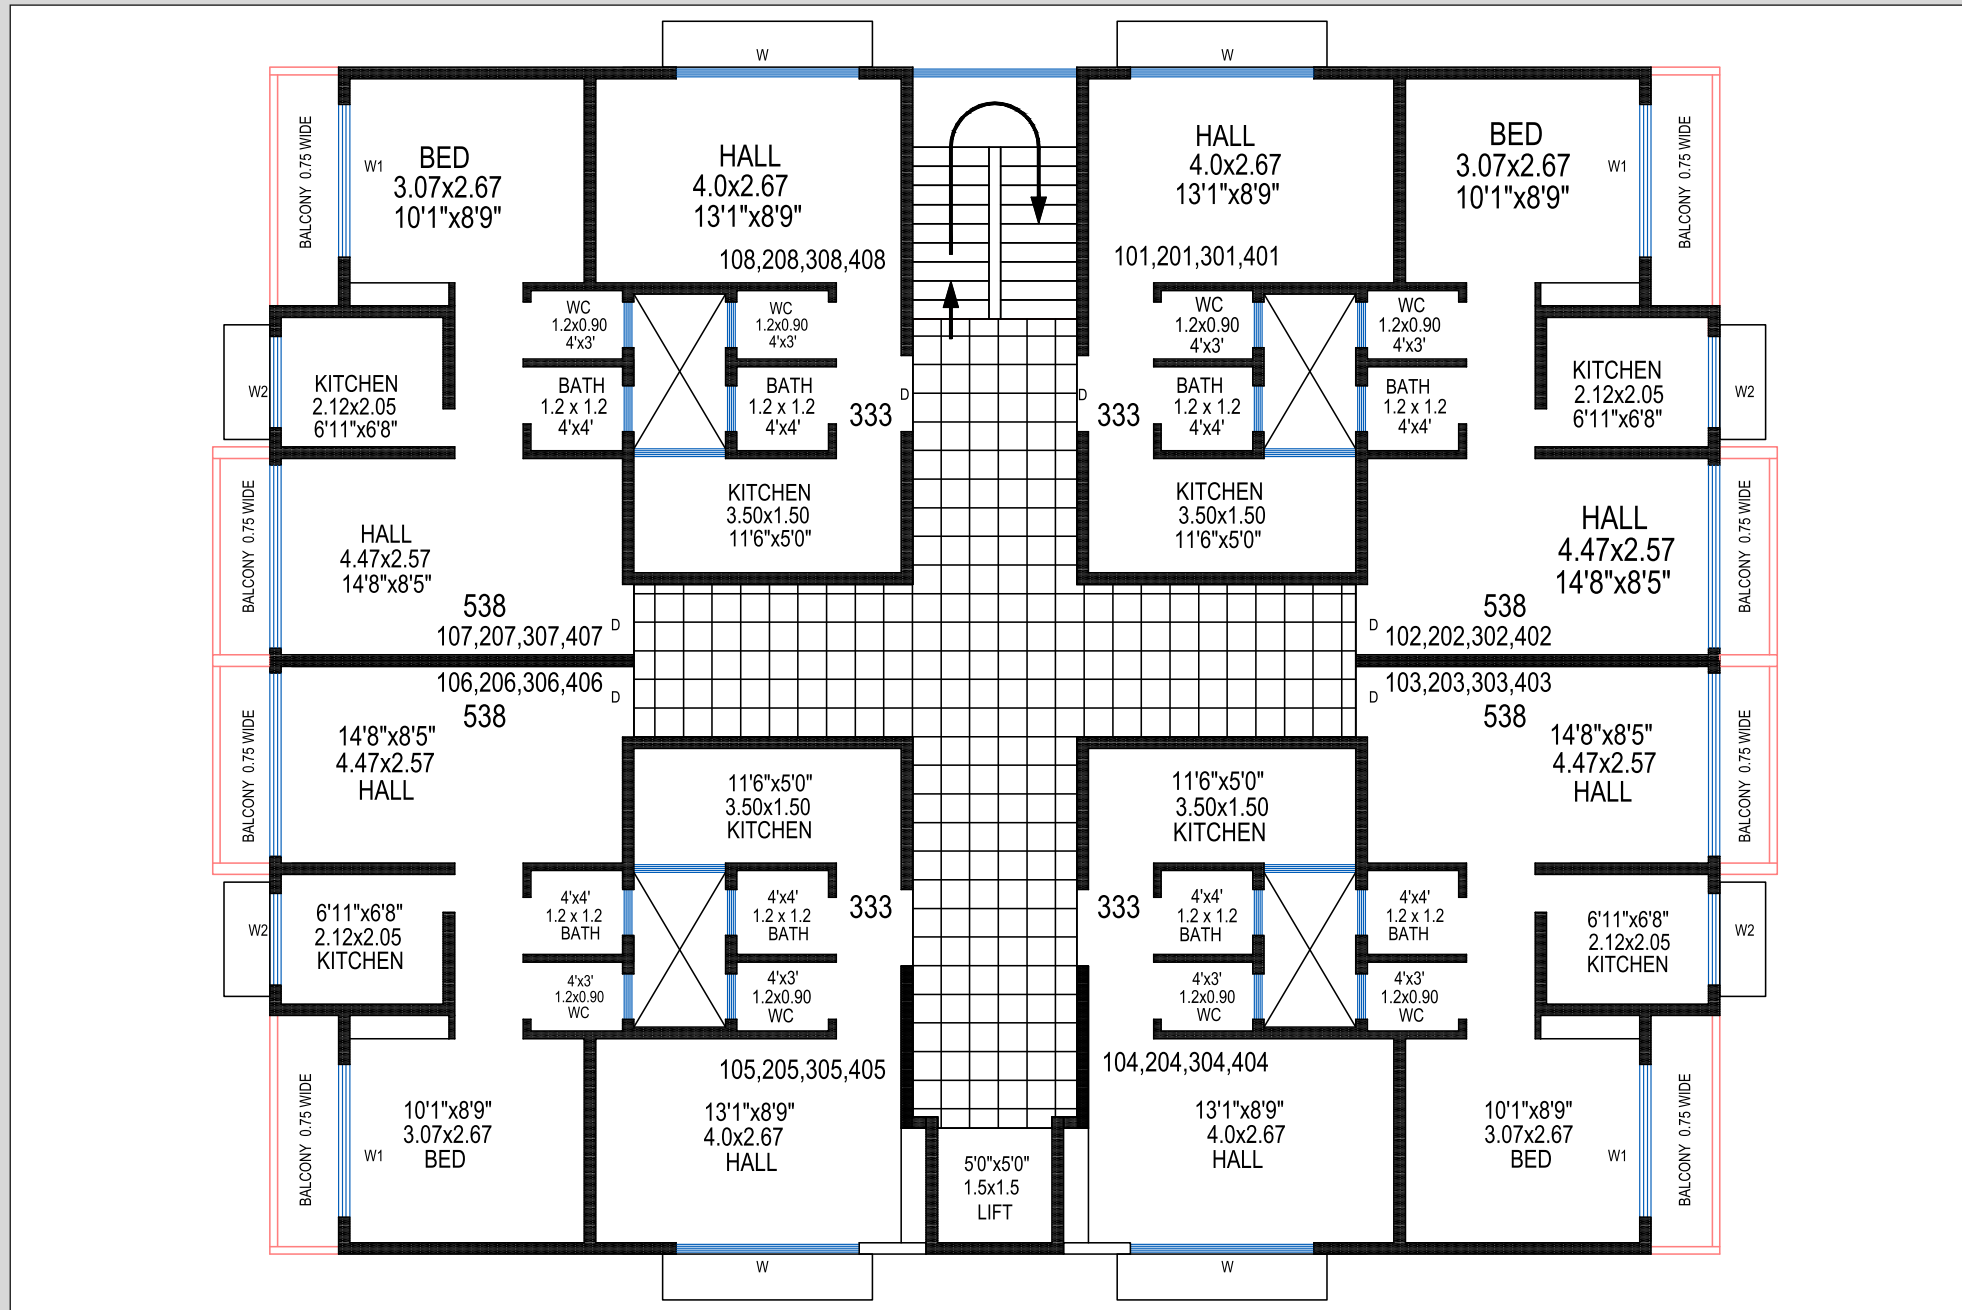 W
W
BALCONY 0.75 WIDE
W1
BED
3.07x2.67
10'1"x8'9"
HALL
4.0x2.67
13'1"x8'9"
108,208,308,408
HALL
4.0x2.67
13'1"x8'9"
101,201,301,401
BED
3.07x2.67
10'1"x8'9"
W1
BALCONY 0.75 WIDE
WC
1.2x0.90
4'x3'
WC
1.2x0.90
4'x3'
WC
1.2x0.90
4'x3'
WC
1.2x0.90
4'x3'
W2
KITCHEN
2.12x2.05
6'11"x6'8"
BATH
1.2 x 1.2
4'x4'
BATH
1.2 x 1.2
4'x4'
333
D
D
333
BATH
1.2 x 1.2
4'x4'
BATH
1.2 x 1.2
4'x4'
KITCHEN
2.12x2.05
6'11"x6'8"
W2
BALCONY 0.75 WIDE
HALL
4.47x2.57
14'8"x8'5"
538
107,207,307,407
D
KITCHEN
3.50x1.50
11'6"x5'0"
KITCHEN
3.50x1.50
11'6"x5'0"
HALL
4.47x2.57
14'8"x8'5"
538
D
102,202,302,402
BALCONY 0.75 WIDE
BALCONY 0.75 WIDE
106,206,306,406
D
538
14'8"x8'5"
4.47x2.57
HALL
11'6"x5'0"
3.50x1.50
KITCHEN
11'6"x5'0"
3.50x1.50
KITCHEN
D
103,203,303,403
538
14'8"x8'5"
4.47x2.57
HALL
BALCONY 0.75 WIDE
W2
6'11"x6'8"
2.12x2.05
KITCHEN
4'x4'
1.2 x 1.2
BATH
4'x4'
1.2 x 1.2
BATH
333
333
4'x4'
1.2 x 1.2
BATH
4'x4'
1.2 x 1.2
BATH
6'11"x6'8"
2.12x2.05
KITCHEN
W2
4'x3'
1.2x0.90
WC
4'x3'
1.2x0.90
WC
4'x3'
1.2x0.90
WC
4'x3'
1.2x0.90
WC
BALCONY 0.75 WIDE
W1
10'1"x8'9"
3.07x2.67
BED
105,205,305,405
13'1"x8'9"
4.0x2.67
HALL
5'0"x5'0"
1.5x1.5
LIFT
104,204,304,404
13'1"x8'9"
4.0x2.67
HALL
10'1"x8'9"
3.07x2.67
BED
W1
BALCONY 0.75 WIDE
W
W